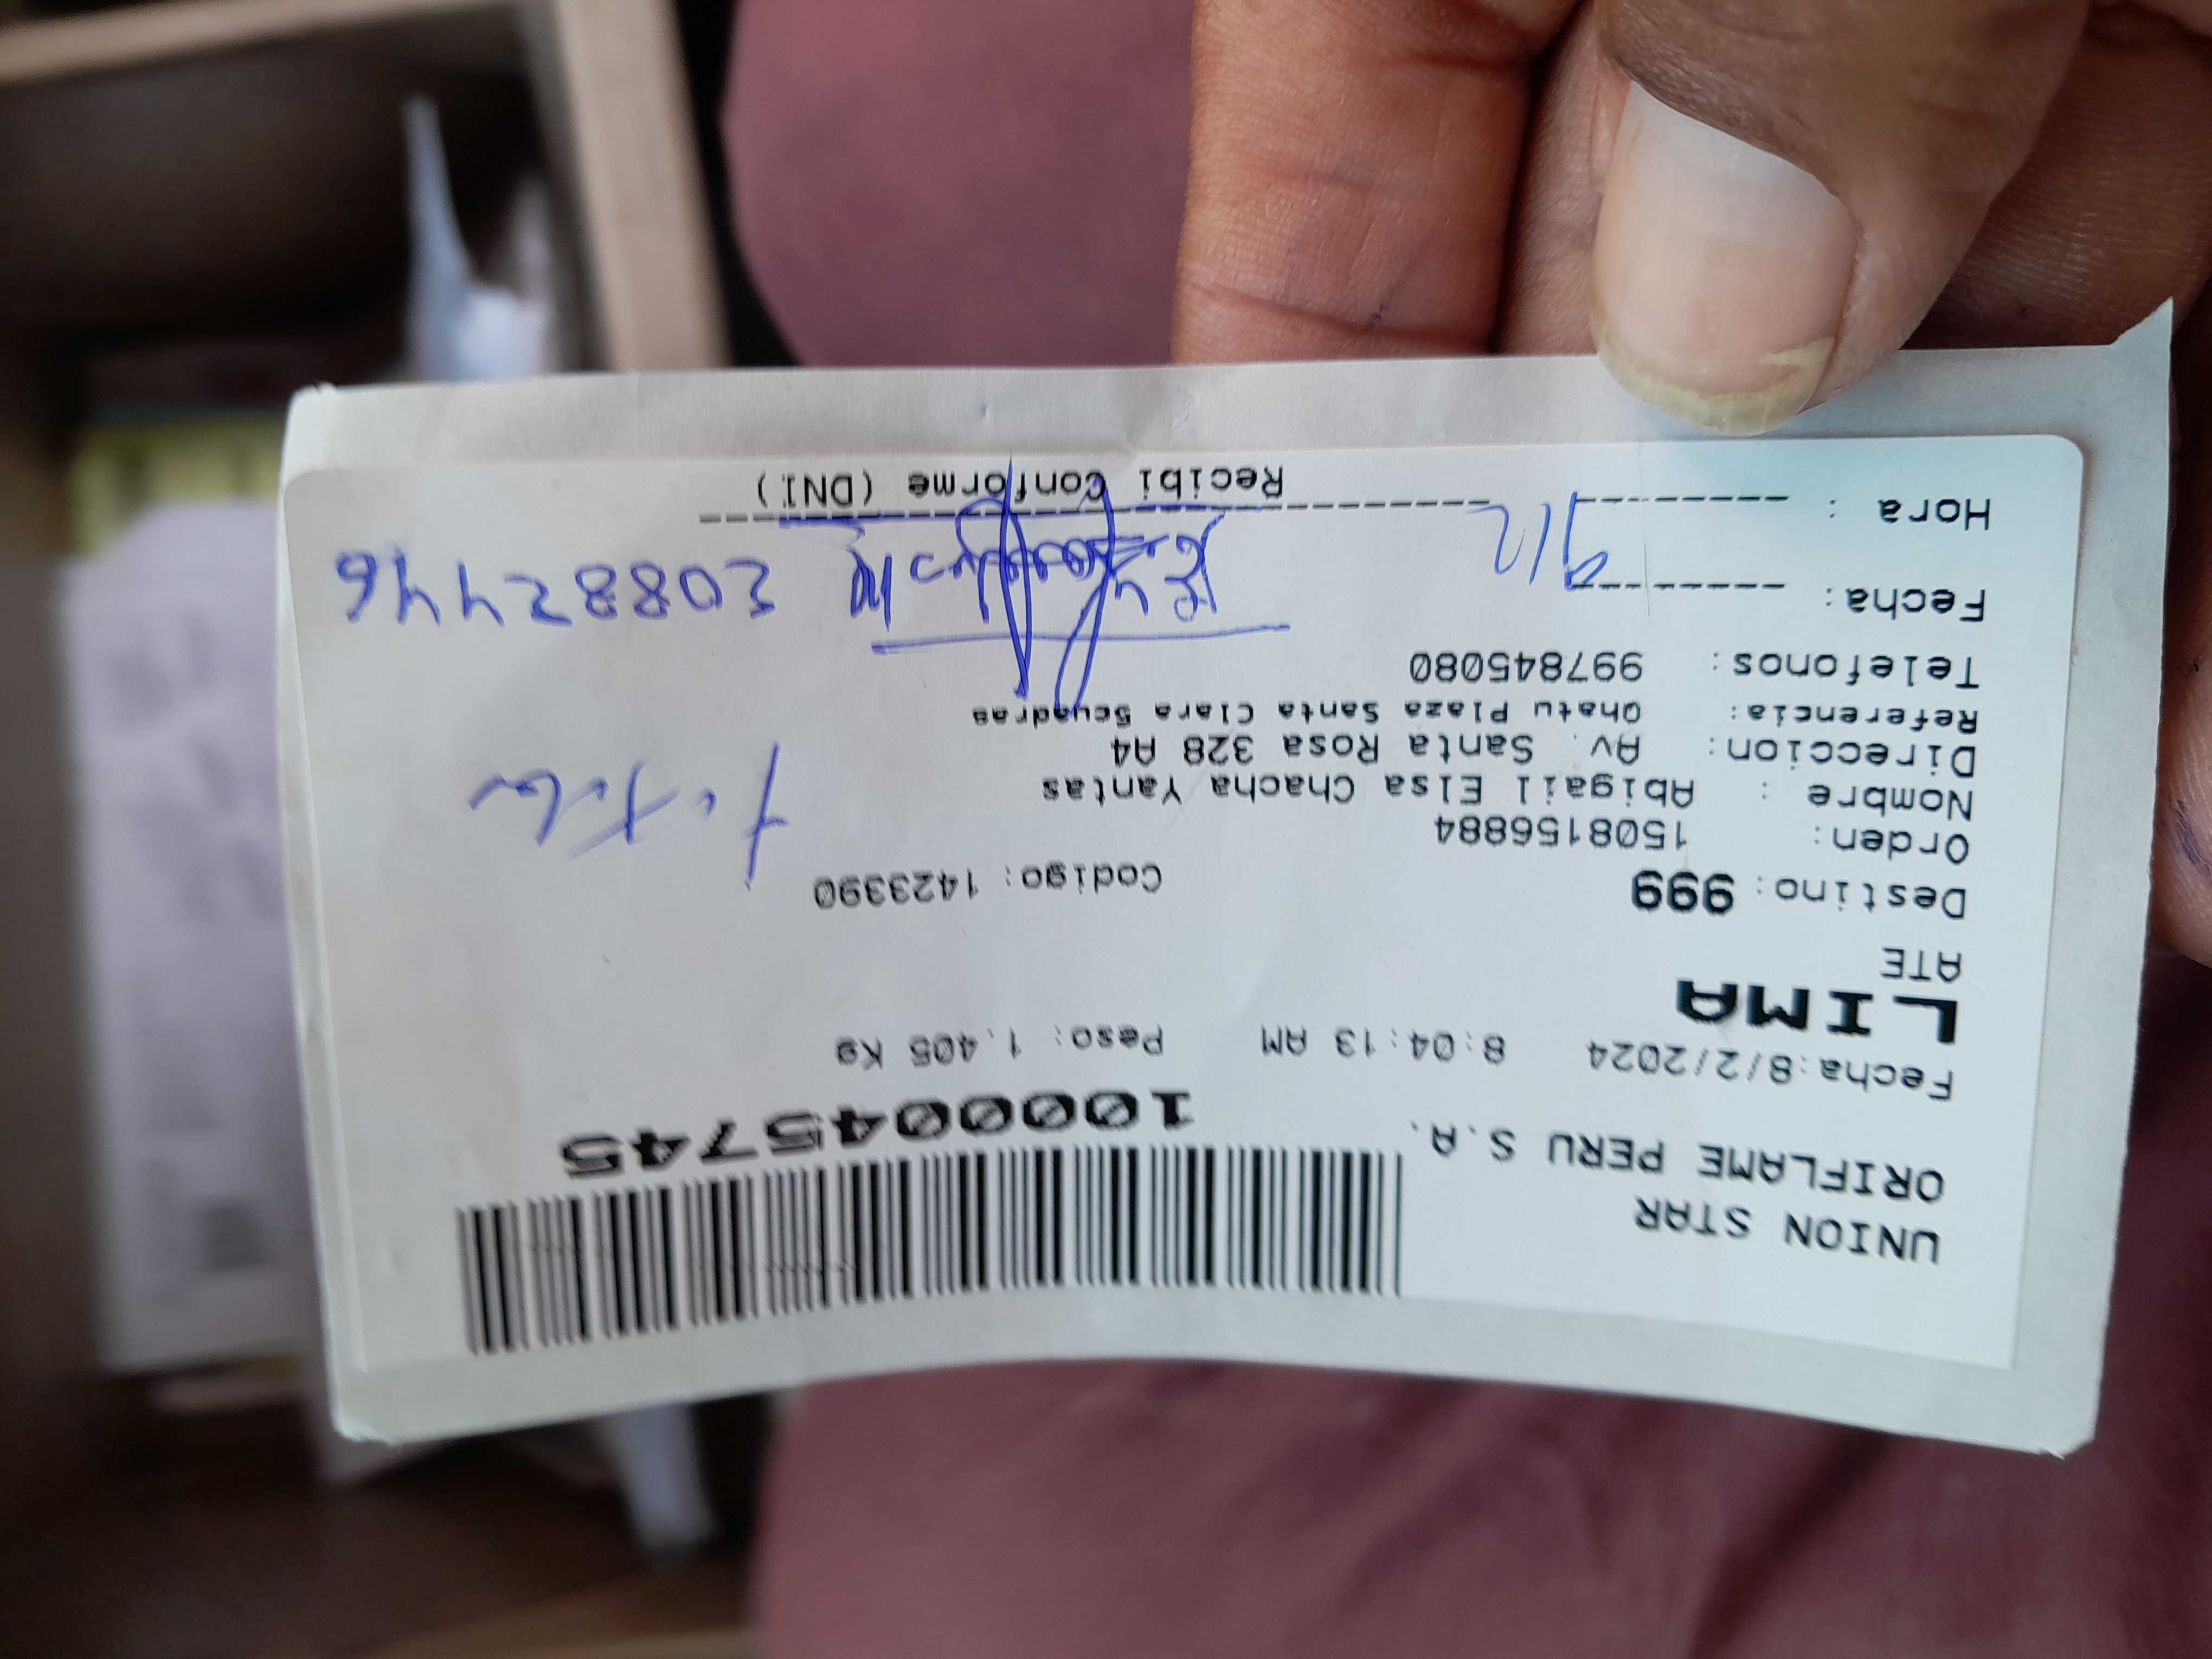 UNION STAR
ORIFLAME PERU S.A.
1000045745
Fecha:8/2/2024 8:04:13 AM Peso: 1.405 Kg
LIMA
ATE
Destino: 999 Codigo: 1423390
Orden: 1508156884
Nombre : Abigail Elsa Chacha Yantas
Direccion: Av. Santa Rosa 328 A4
Referencia: Qhatu Plaza Santa Clara 5cuadras
Telefonos: 997845080
Fecha: 9/2
20882446
Hora :
Recibi Conforme (DNI)